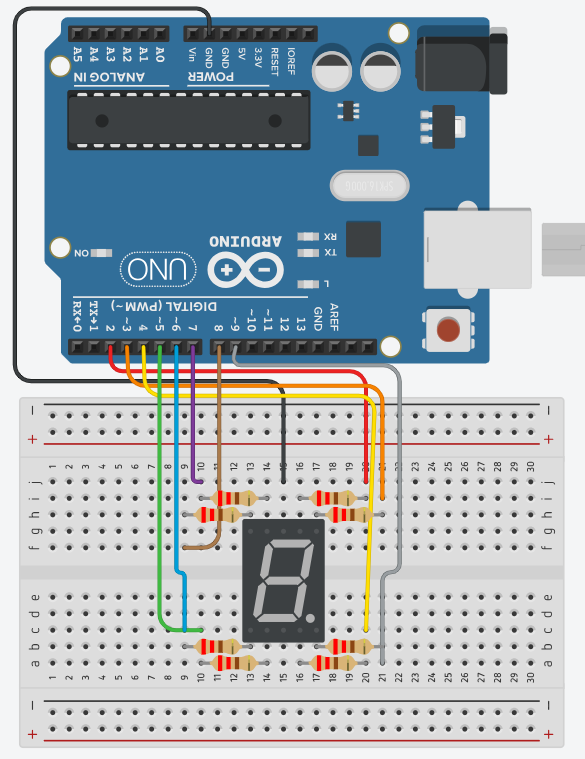 A5 A4 A3 A2 A1 A0 Vin GND GND 5V 3.3V RESET IOREF
ANALOG IN POWER
SPK16.000G
RX
TX
ON UNO ARDUINO
L
DIGITAL (PWM~)
RX←0 TX→1 2 ~3 4 ~5 ~6 7 8 ~9 ~10 ~11 12 13 GND AREF
− −
+ +
1 2 3 4 5 6 7 8 9 10 11 12 13 14 15 16 17 18 19 20 21 22 23 24 25 26 27 28 29 30
j j
i i
h h
g g
f f
e e
d d
c c
b b
a a
1 2 3 4 5 6 7 8 9 10 11 12 13 14 15 16 17 18 19 20 21 22 23 24 25 26 27 28 29 30
− −
+ +